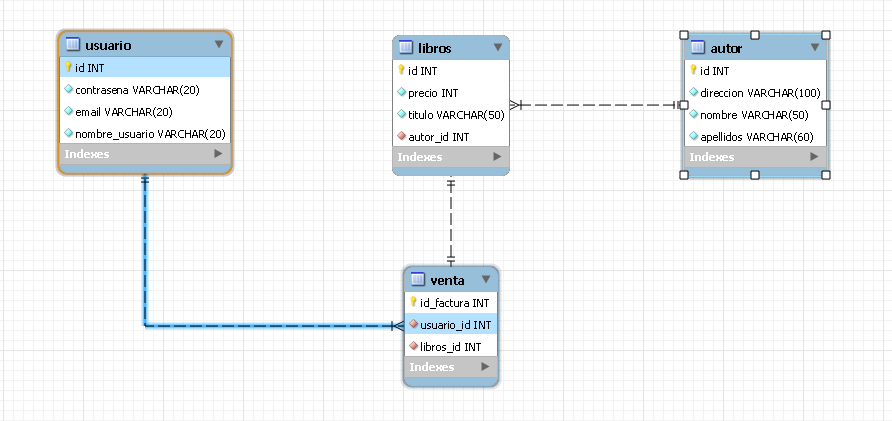 usuario
id INT
contrasena VARCHAR(20)
email VARCHAR(20)
nombre_usuario VARCHAR(20)
Indexes
libros
id INT
precio INT
titulo VARCHAR(50)
autor_id INT
Indexes
autor
id INT
direccion VARCHAR(100)
nombre VARCHAR(50)
apellidos VARCHAR(60)
Indexes
venta
id_factura INT
usuario_id INT
libros_id INT
Indexes